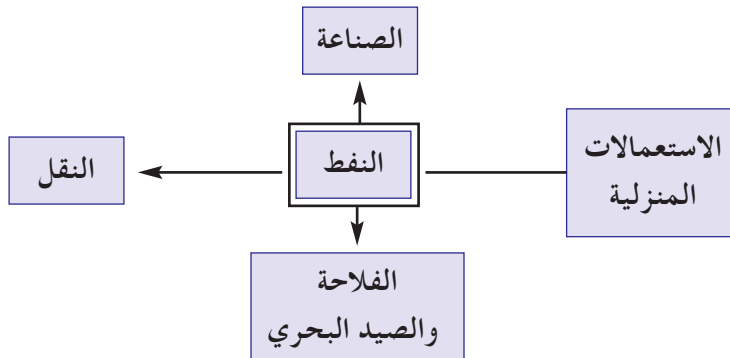 الصناعة
الاستعمالات
المنزلية
النفط
النقل
الفلاحة
والصيد البحري